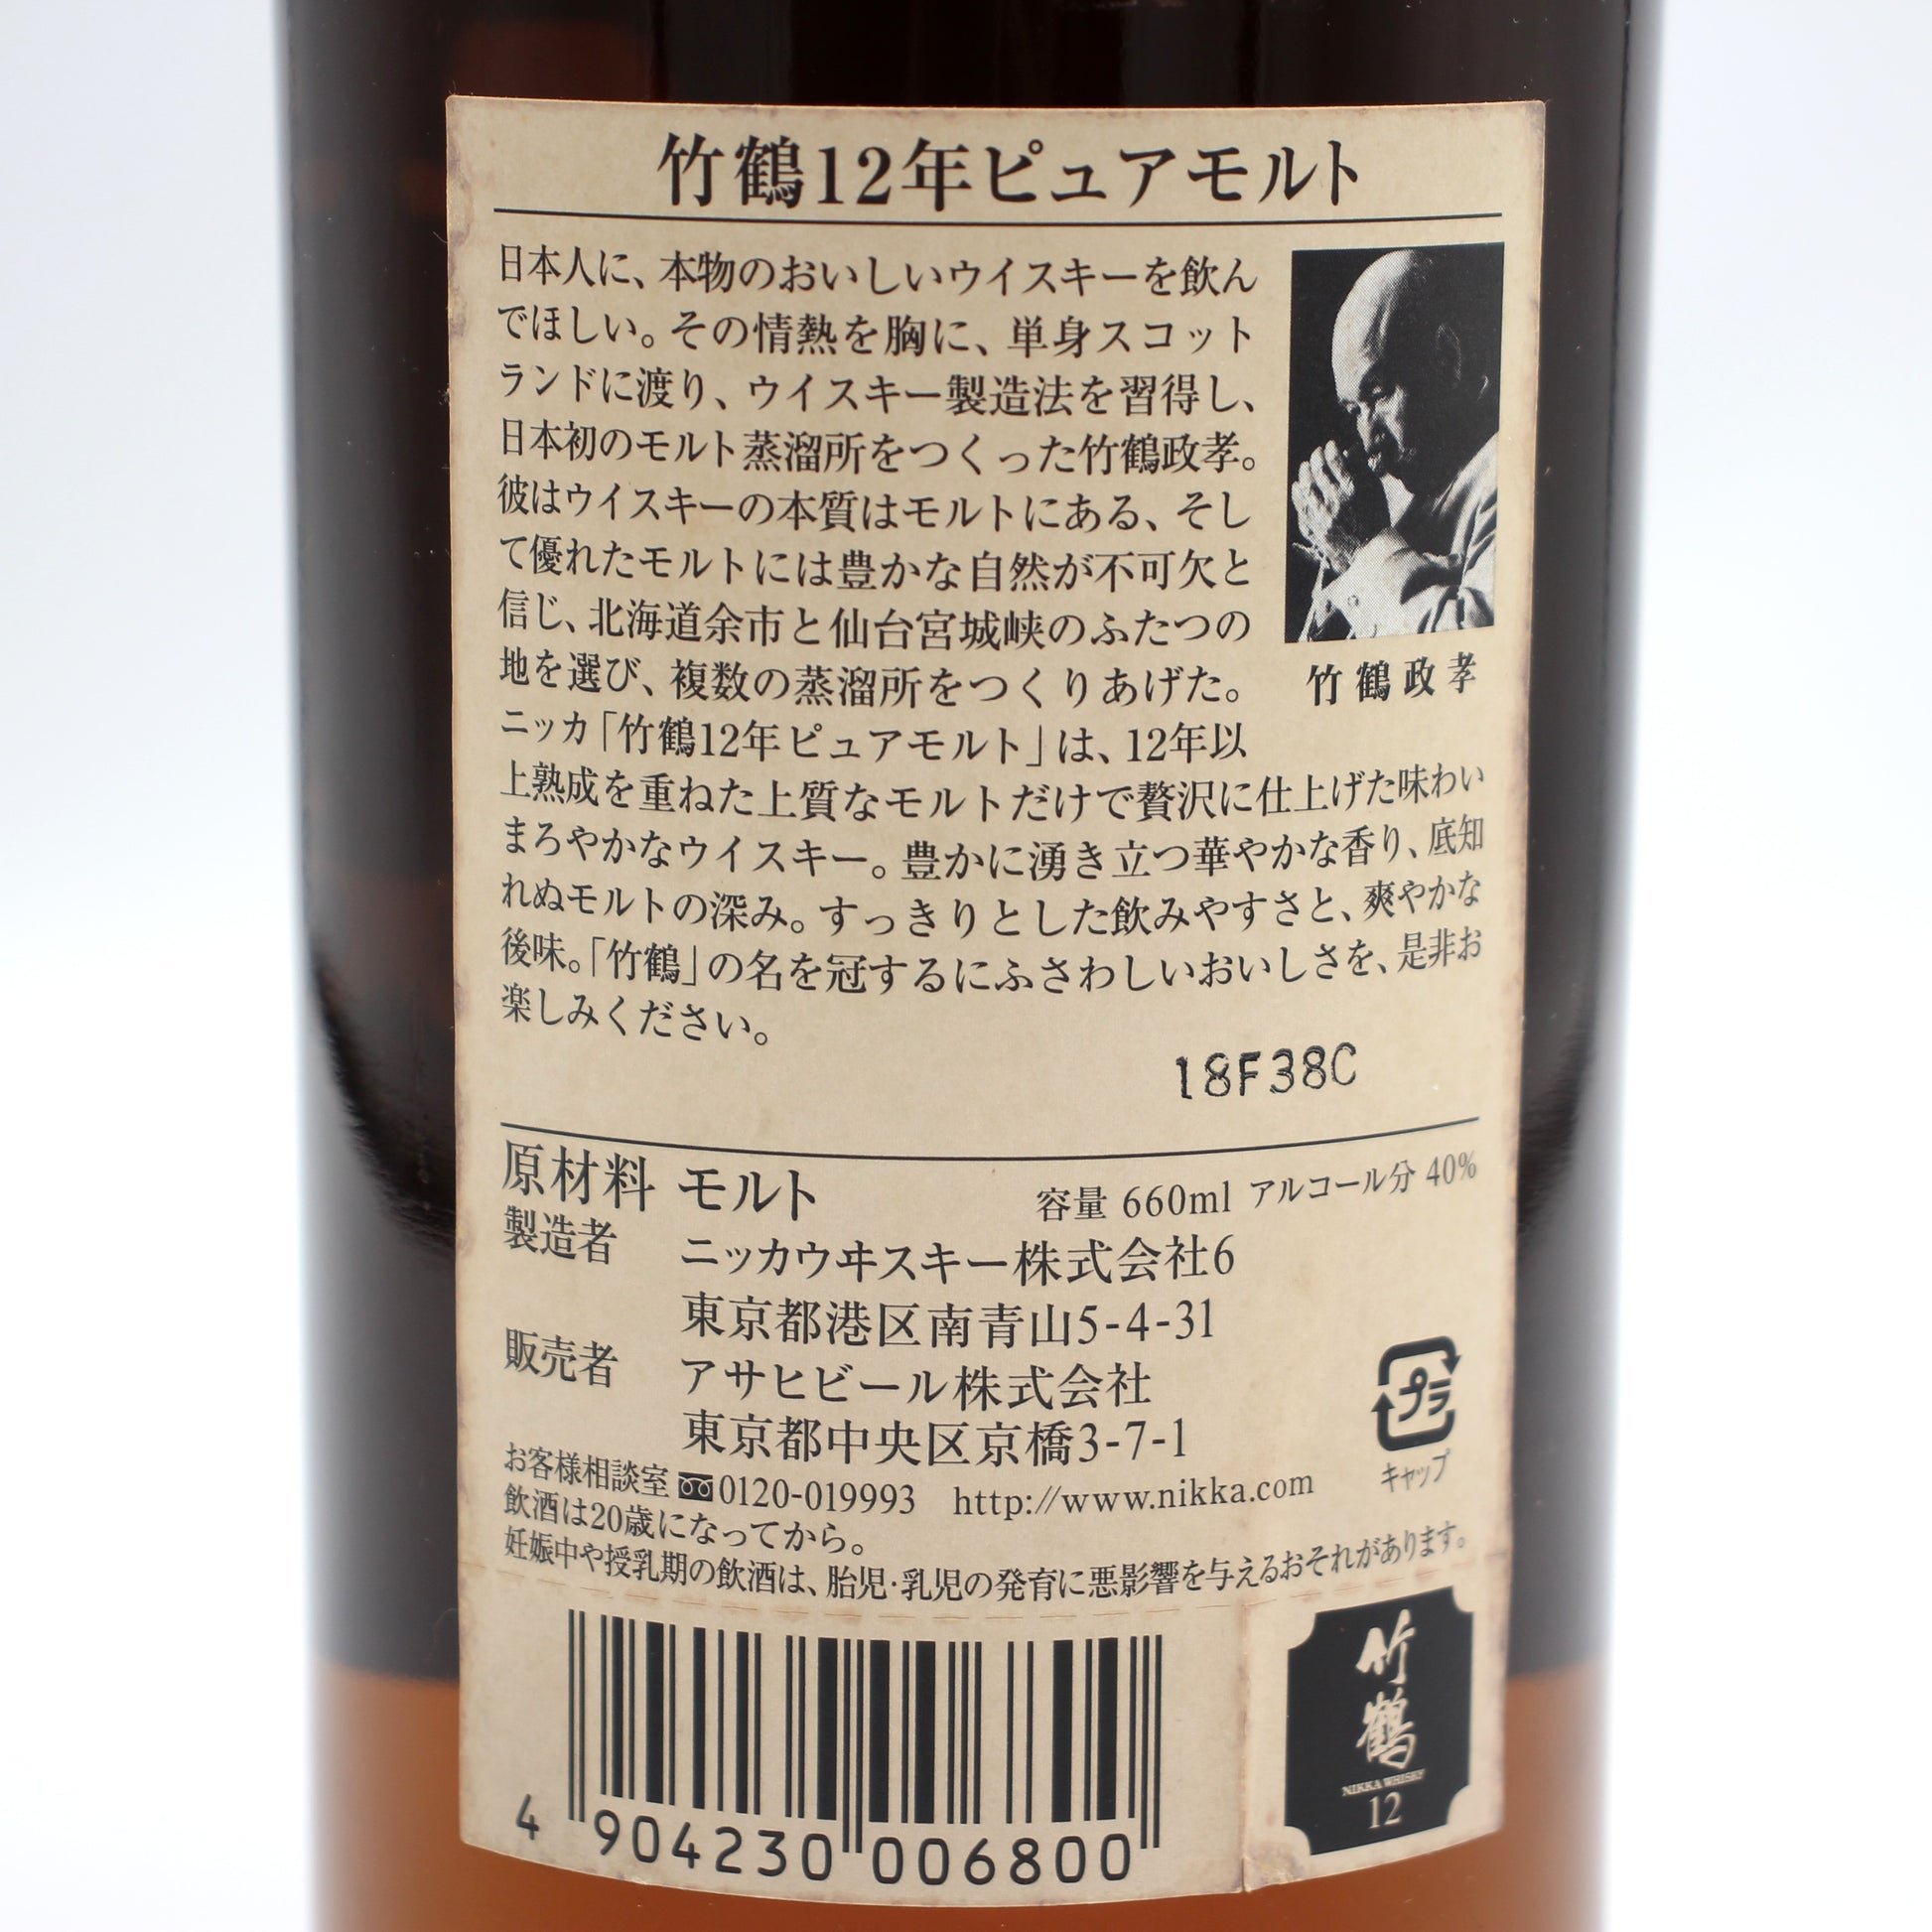 竹鶴12年ピュアモルト
日本人に、本物のおいしいウイスキーを飲ん
でほしい。その情熱を胸に、単身スコット
ランドに渡り、ウイスキー製造法を習得し、
日本初のモルト蒸溜所をつくった竹鶴政孝。
彼はウイスキーの本質はモルトにある、そし
て優れたモルトには豊かな自然が不可欠と
信じ、北海道余市と仙台宮城峡のふたつの
地を選び、複数の蒸溜所をつくりあげた。
ニッカ「竹鶴12年ピュアモルト」は、12年以
上熟成を重ねた上質なモルトだけで贅沢に仕上げた味わい
まろやかなウイスキー。豊かに湧き立つ華やかな香り、底知
れぬモルトの深み。すっきりとした飲みやすさと、爽やかな
後味。「竹鶴」の名を冠するにふさわしいおいしさを、是非お
楽しみください。
竹鶴政孝
18F38C
原材料 モルト 容量 660ml アルコール分 40%
製造者 ニッカウヰスキー株式会社6
東京都港区南青山5-4-31
販売者 アサヒビール株式会社
東京都中央区京橋3-7-1
プラ
キャップ
お客様相談室 0120-019993 http://www.nikka.com
飲酒は20歳になってから。
妊娠中や授乳期の飲酒は、胎児・乳児の発育に悪影響を与えるおそれがあります。
4 904230 006800
竹鶴
NIKKA WHISKY
12